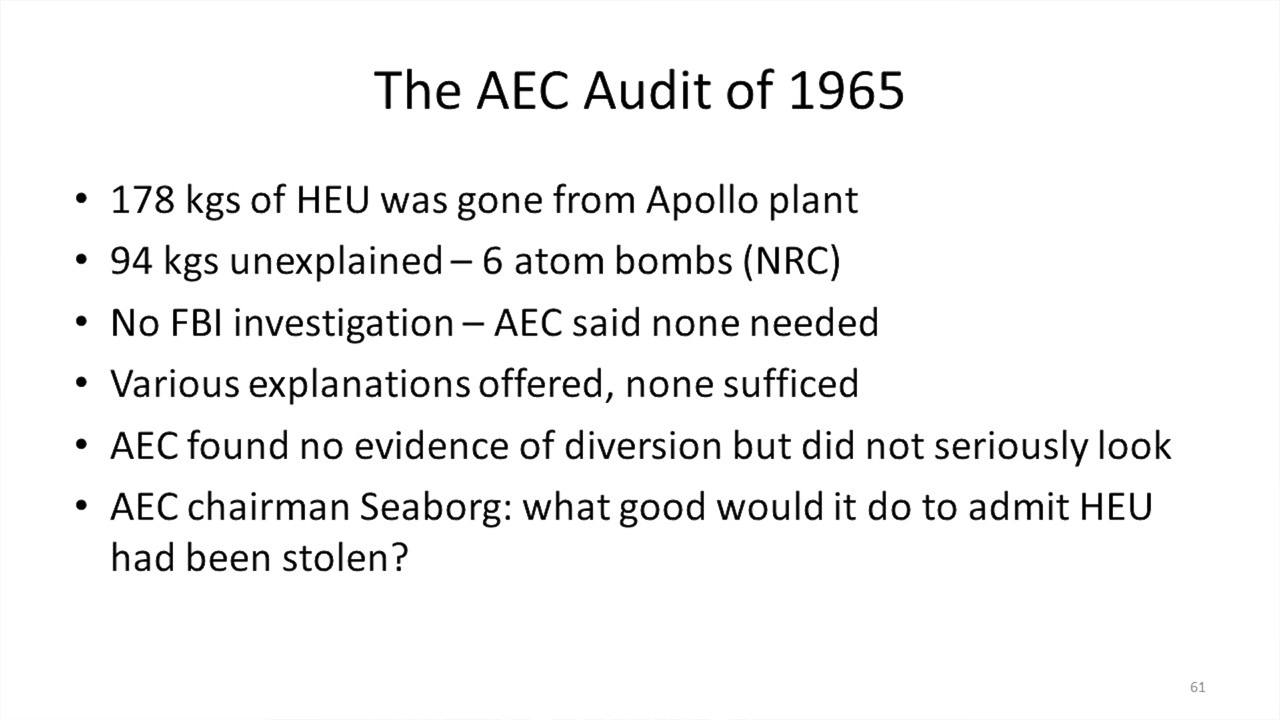 The AEC Audit of 1965
• 178 kgs of HEU was gone from Apollo plant
• 94 kgs unexplained – 6 atom bombs (NRC)
• No FBI investigation – AEC said none needed
• Various explanations offered, none sufficed
• AEC found no evidence of diversion but did not seriously look
• AEC chairman Seaborg: what good would it do to admit HEU
had been stolen?
61